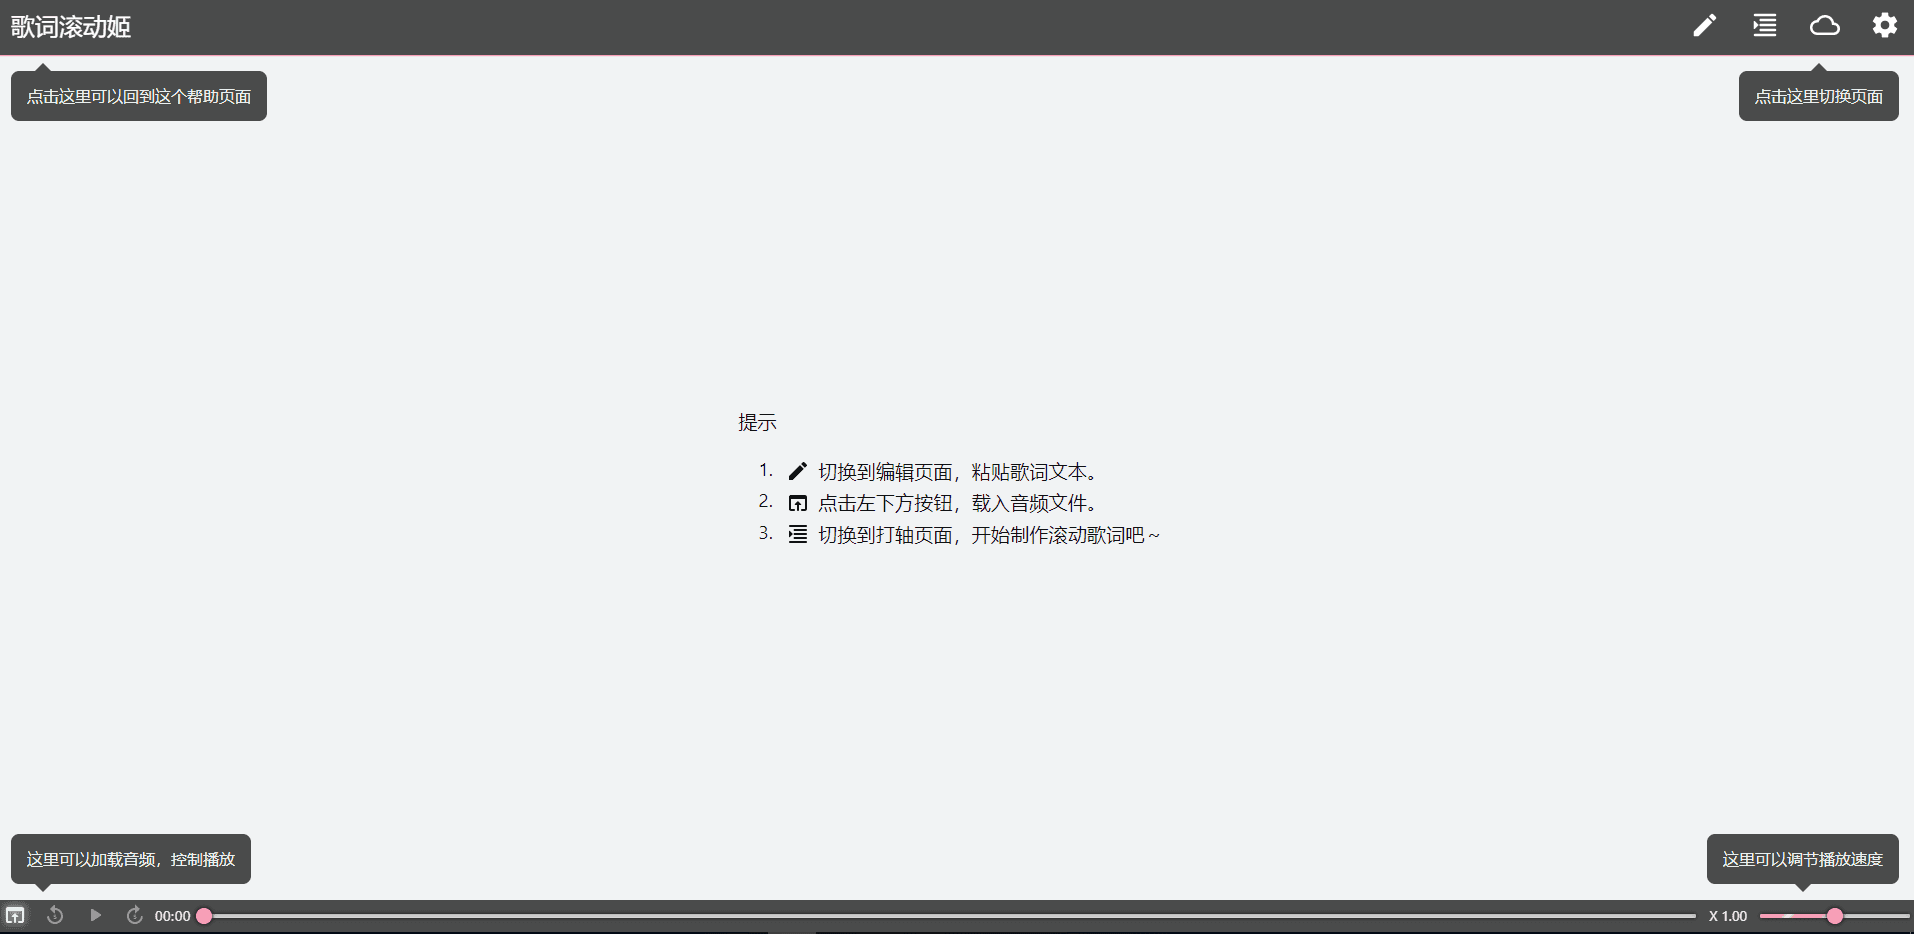 歌词滚动姬
点击这里可以回到这个帮助页面
点击这里切换页面
提示
1. 切换到编辑页面，粘贴歌词文本。
2. 点击左下方按钮，载入音频文件。
3. 切换到打轴页面，开始制作滚动歌词吧～
这里可以加载音频，控制播放
这里可以调节播放速度
00:00
X 1.00